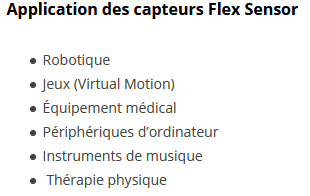 Application des capteurs Flex Sensor
● Robotique
● Jeux (Virtual Motion)
● Équipement médical
● Périphériques d’ordinateur
● Instruments de musique
● Thérapie physique